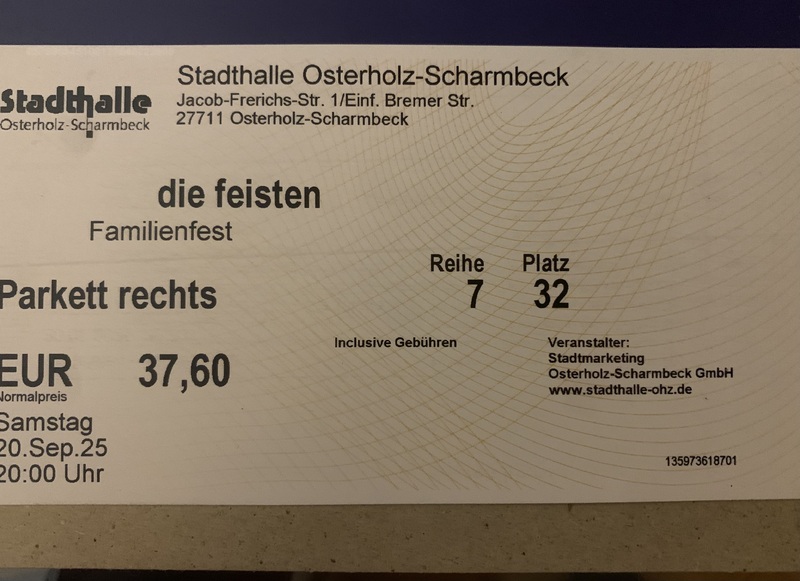 Stadthalle
Osterholz-Scharmbeck
Stadthalle Osterholz-Scharmbeck
Jacob-Frerichs-Str. 1/Einf. Bremer Str.
27711 Osterholz-Scharmbeck
die feisten
Familienfest
Reihe Platz
Parkett rechts 7 32
Inclusive Gebühren
EUR 37,60
Normalpreis
Veranstalter:
Stadtmarketing
Osterholz-Scharmbeck GmbH
www.stadthalle-ohz.de
Samstag
20.Sep.25
20:00 Uhr
135973618701